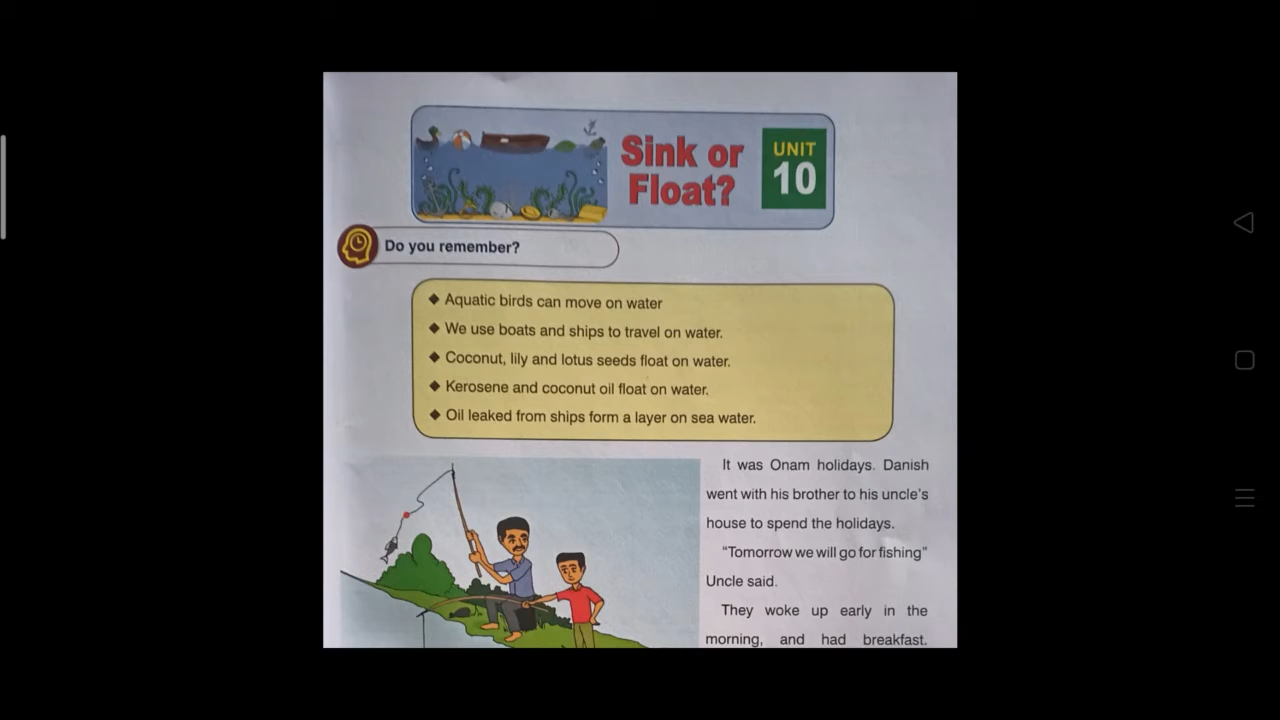 Sink or
Float?
UNIT
10
Do you remember?
◆ Aquatic birds can move on water
◆ We use boats and ships to travel on water.
◆ Coconut, lily and lotus seeds float on water.
◆ Kerosene and coconut oil float on water.
◆ Oil leaked from ships form a layer on sea water.
It was Onam holidays. Danish
went with his brother to his uncle's
house to spend the holidays.
"Tomorrow we will go for fishing"
Uncle said.
They woke up early in the
morning, and had breakfast.